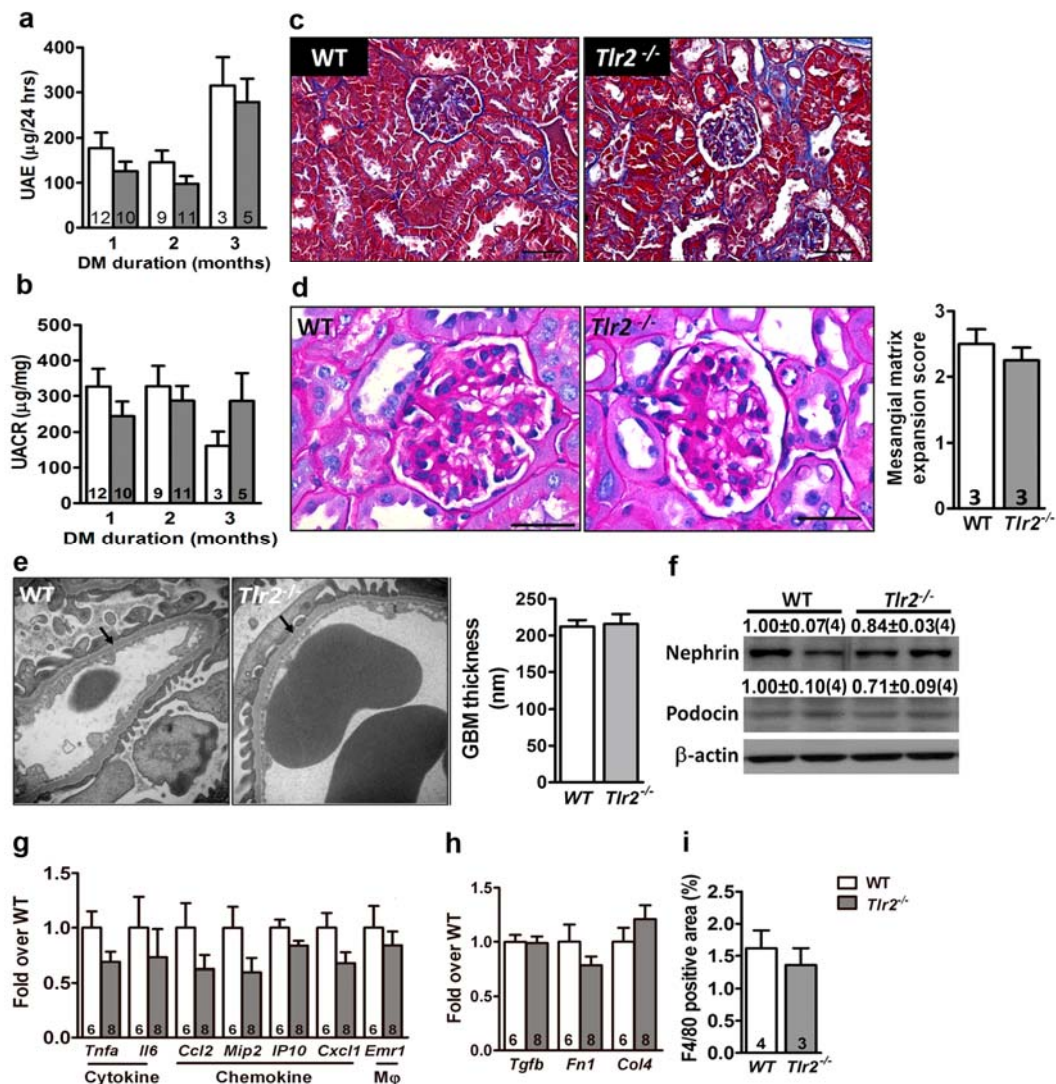 a
UAE (µg/24 hrs)
400
300
200
100
0
12 10 9 11 3 5
1 2 3
DM duration (months)
b
UACR (µg/mg)
500
400
300
200
100
0
12 10 9 11 3 5
1 2 3
DM duration (months)
c
WT
Tlr2 -/-
d
WT
Tlr2 -/-
Mesangial matrix
expansion score
3
2
1
0
3 3
WT Tlr2-/-
e
WT
Tlr2-/-
GBM thickness
(nm)
250
200
150
100
50
0
WT Tlr2-/-
f
WT Tlr2-/-
1.00±0.07(4) 0.84±0.03(4)
Nephrin
1.00±0.10(4) 0.71±0.09(4)
Podocin
β-actin
g
Fold over WT
1.5
1.0
0.5
0.0
6 8 6 8 6 8 6 8 6 8 6 8 6 8
Tnfa Il6 Ccl2 Mip2 IP10 Cxcl1 Emr1
Cytokine Chemokine Mφ
h
Fold over WT
1.5
1.0
0.5
0.0
6 8 6 8 6 8
Tgfb Fn1 Col4
i
F4/80 positive area (%)
2.5
2.0
1.5
1.0
0.5
0.0
4 3
WT Tlr2-/-
WT
Tlr2-/-